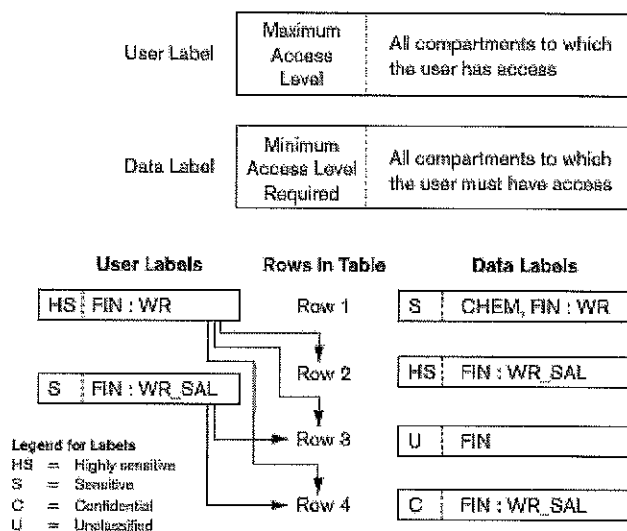 User Label
Maximum
Access
Level
All compartments to which
the user has access
Data Label
Minimum
Access Level
Required
All compartments to which
the user must have access
User Labels Rows in Table Data Labels
HS FIN : WR Row 1 S CHEM, FIN : WR
Row 2 HS FIN : WR_SAL
S FIN : WR_SAL
Row 3 U FIN
Legend for Labels
HS = Highly sensitive
S = Sensitive
C = Confidential
U = Unclassified
Row 4 C FIN : WR_SAL